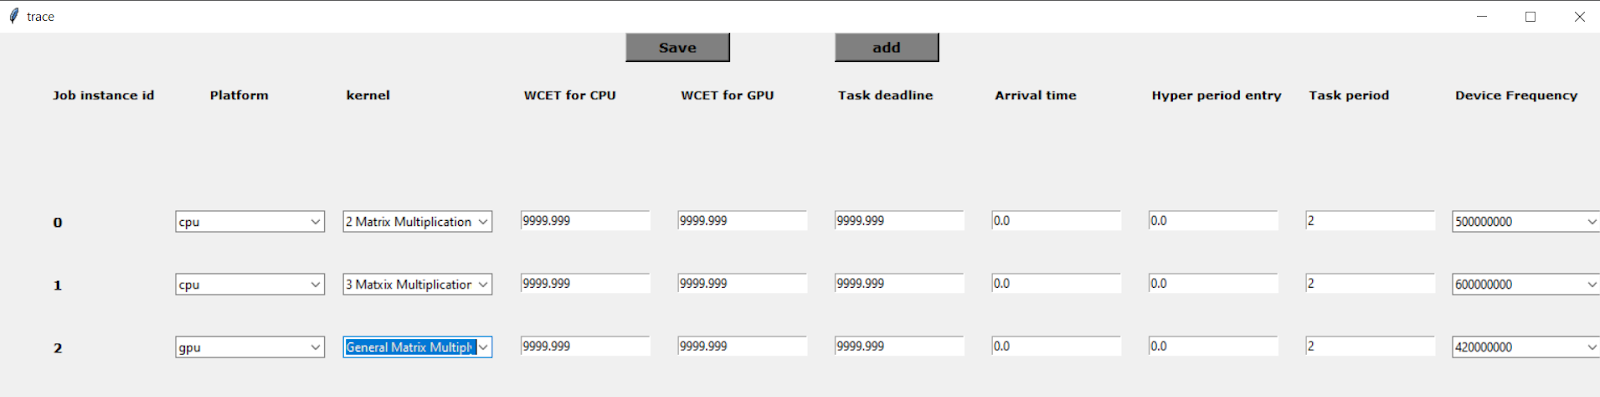 trace
Save add
Job instance id Platform kernel WCET for CPU WCET for GPU Task deadline Arrival time Hyper period entry Task period Device Frequency
0 cpu 2 Matrix Multiplication 9999.999 9999.999 9999.999 0.0 0.0 2 500000000
1 cpu 3 Matxix Multiplication 9999.999 9999.999 9999.999 0.0 0.0 2 600000000
2 gpu General Matrix Multiply 9999.999 9999.999 9999.999 0.0 0.0 2 420000000